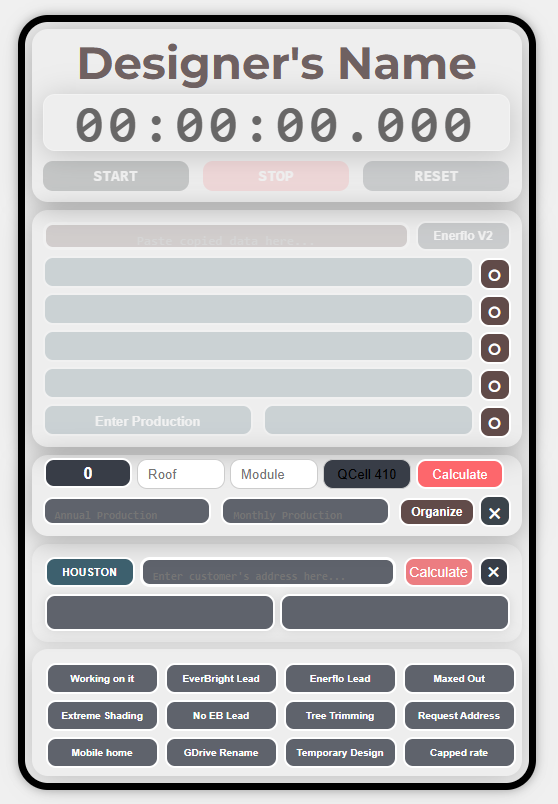 Designer's Name
00:00:00.000
START STOP RESET
Paste copied data here... Enerflo V2
O
O
O
O
Enter Production O
0 Roof Module QCell 410 Calculate
Annual Production Monthly Production Organize ✕
HOUSTON Enter customer's address here... Calculate ✕
Working on it EverBright Lead Enerflo Lead Maxed Out
Extreme Shading No EB Lead Tree Trimming Request Address
Mobile home GDrive Rename Temporary Design Capped rate